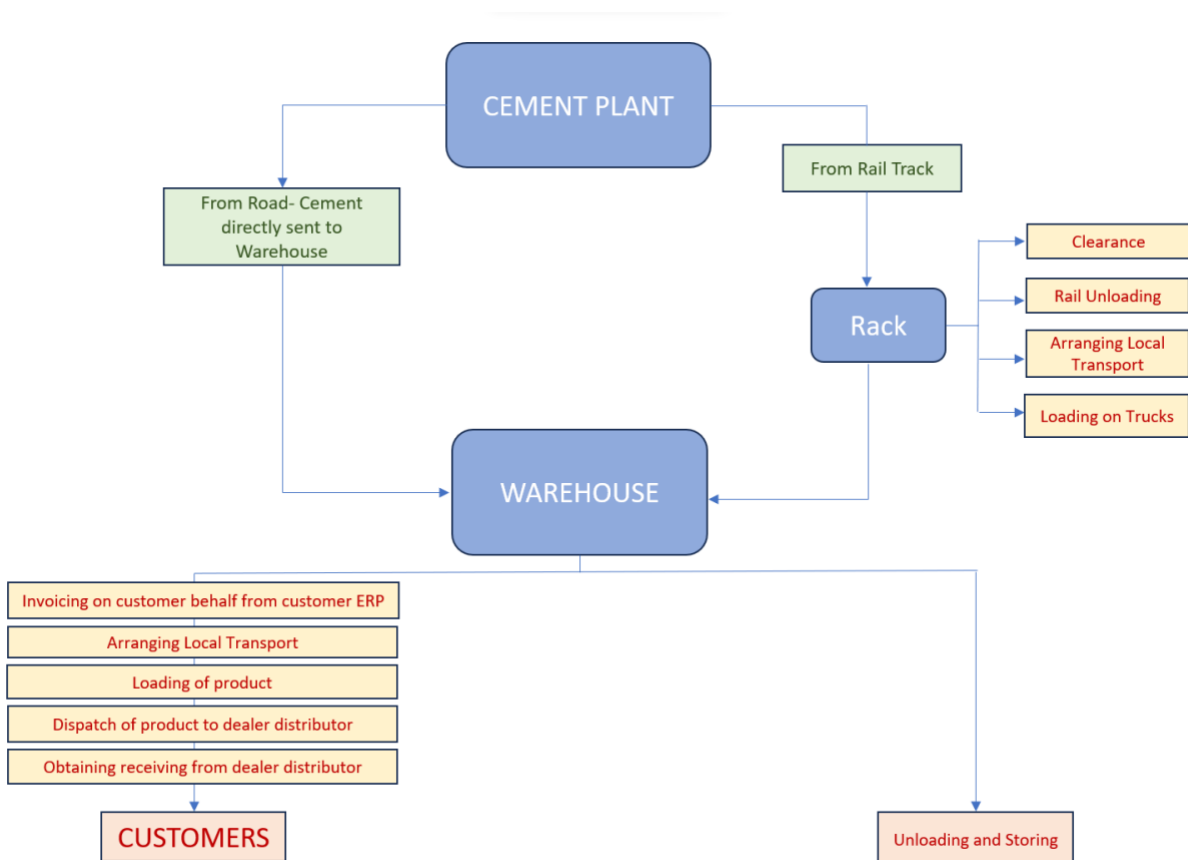 CEMENT PLANT
From Road- Cement
directly sent to
Warehouse
From Rail Track
Rack
Clearance
Rail Unloading
Arranging Local
Transport
Loading on Trucks
WAREHOUSE
Invoicing on customer behalf from customer ERP
Arranging Local Transport
Loading of product
Dispatch of product to dealer distributor
Obtaining receiving from dealer distributor
CUSTOMERS
Unloading and Storing